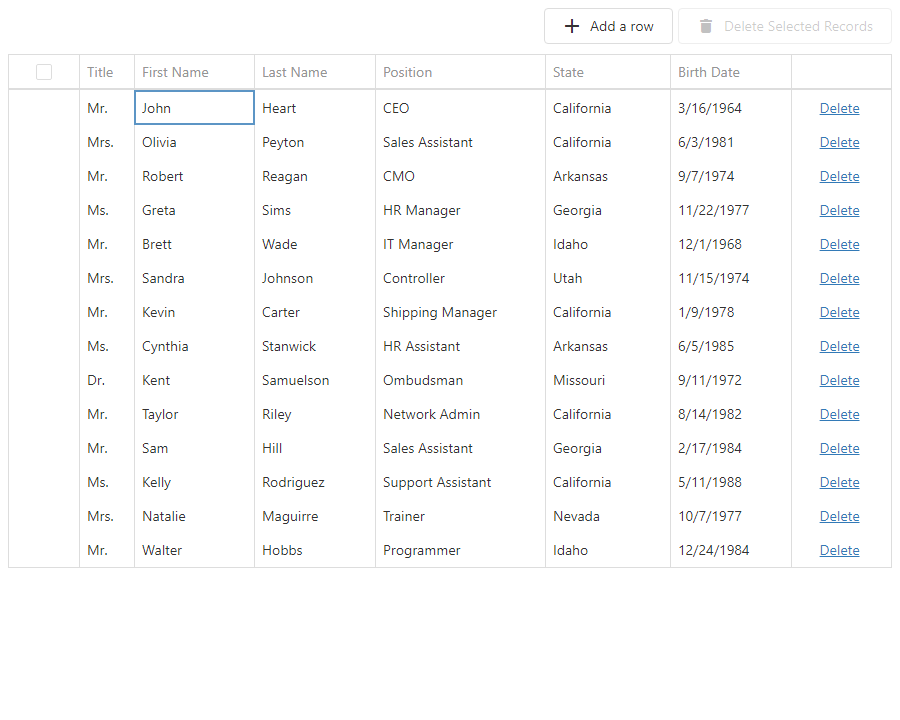 Add a row Delete Selected Records
Title First Name Last Name Position State Birth Date
Mr. John Heart CEO California 3/16/1964 Delete
Mrs. Olivia Peyton Sales Assistant California 6/3/1981 Delete
Mr. Robert Reagan CMO Arkansas 9/7/1974 Delete
Ms. Greta Sims HR Manager Georgia 11/22/1977 Delete
Mr. Brett Wade IT Manager Idaho 12/1/1968 Delete
Mrs. Sandra Johnson Controller Utah 11/15/1974 Delete
Mr. Kevin Carter Shipping Manager California 1/9/1978 Delete
Ms. Cynthia Stanwick HR Assistant Arkansas 6/5/1985 Delete
Dr. Kent Samuelson Ombudsman Missouri 9/11/1972 Delete
Mr. Taylor Riley Network Admin California 8/14/1982 Delete
Mr. Sam Hill Sales Assistant Georgia 2/17/1984 Delete
Ms. Kelly Rodriguez Support Assistant California 5/11/1988 Delete
Mrs. Natalie Maguirre Trainer Nevada 10/7/1977 Delete
Mr. Walter Hobbs Programmer Idaho 12/24/1984 Delete